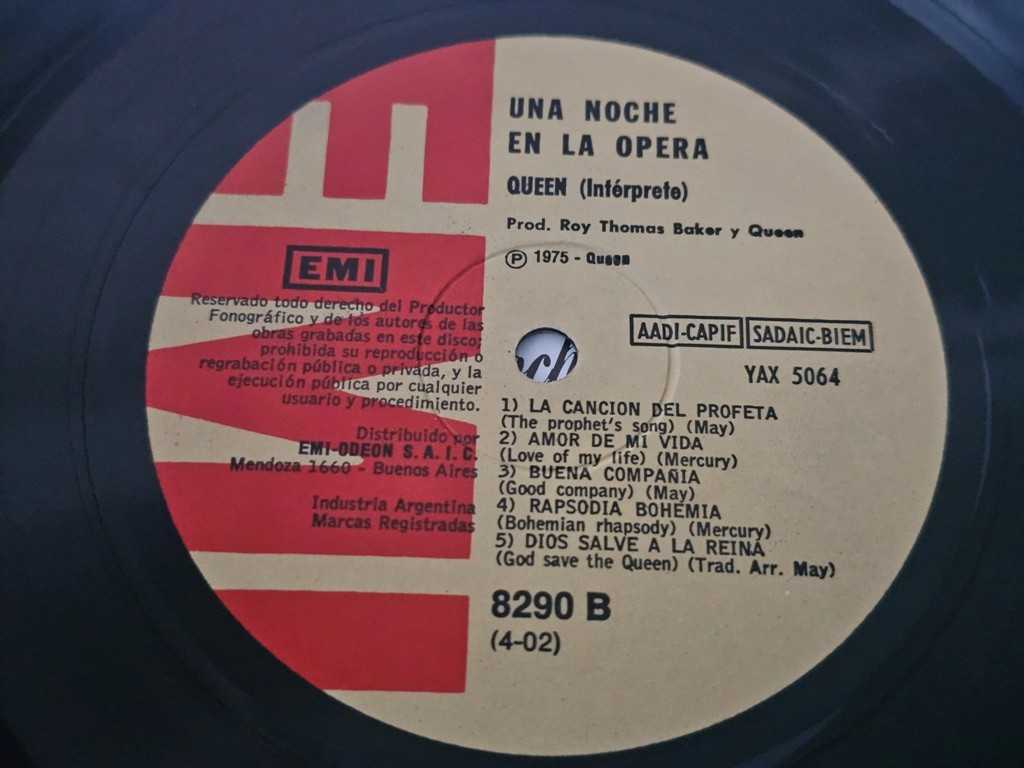 UNA NOCHE
EN LA OPERA
QUEEN (Intérprete)
Prod. Roy Thomas Baker y Queen
Ⓟ 1975 - Queen
EMI
EMI
Reservado todo derecho del Productor
Fonográfico y de los autores de las
obras grabadas en este disco;
prohibida su reproducción o
regrabación pública o privada, y la
ejecución pública por cualquier
usuario y procedimiento.
Distribuido por
EMI-ODEON S.A.I.C.
Mendoza 1660 - Buenos Aires
Industria Argentina
Marcas Registradas
AADI-CAPIF SADAIC-BIEM
YAX 5064
1) LA CANCION DEL PROFETA
(The prophet's song) (May)
2) AMOR DE MI VIDA
(Love of my life) (Mercury)
3) BUENA COMPAÑIA
(Good company) (May)
4) RAPSODIA BOHEMIA
(Bohemian rhapsody) (Mercury)
5) DIOS SALVE A LA REINA
(God save the Queen) (Trad. Arr. May)
8290 B
(4-02)